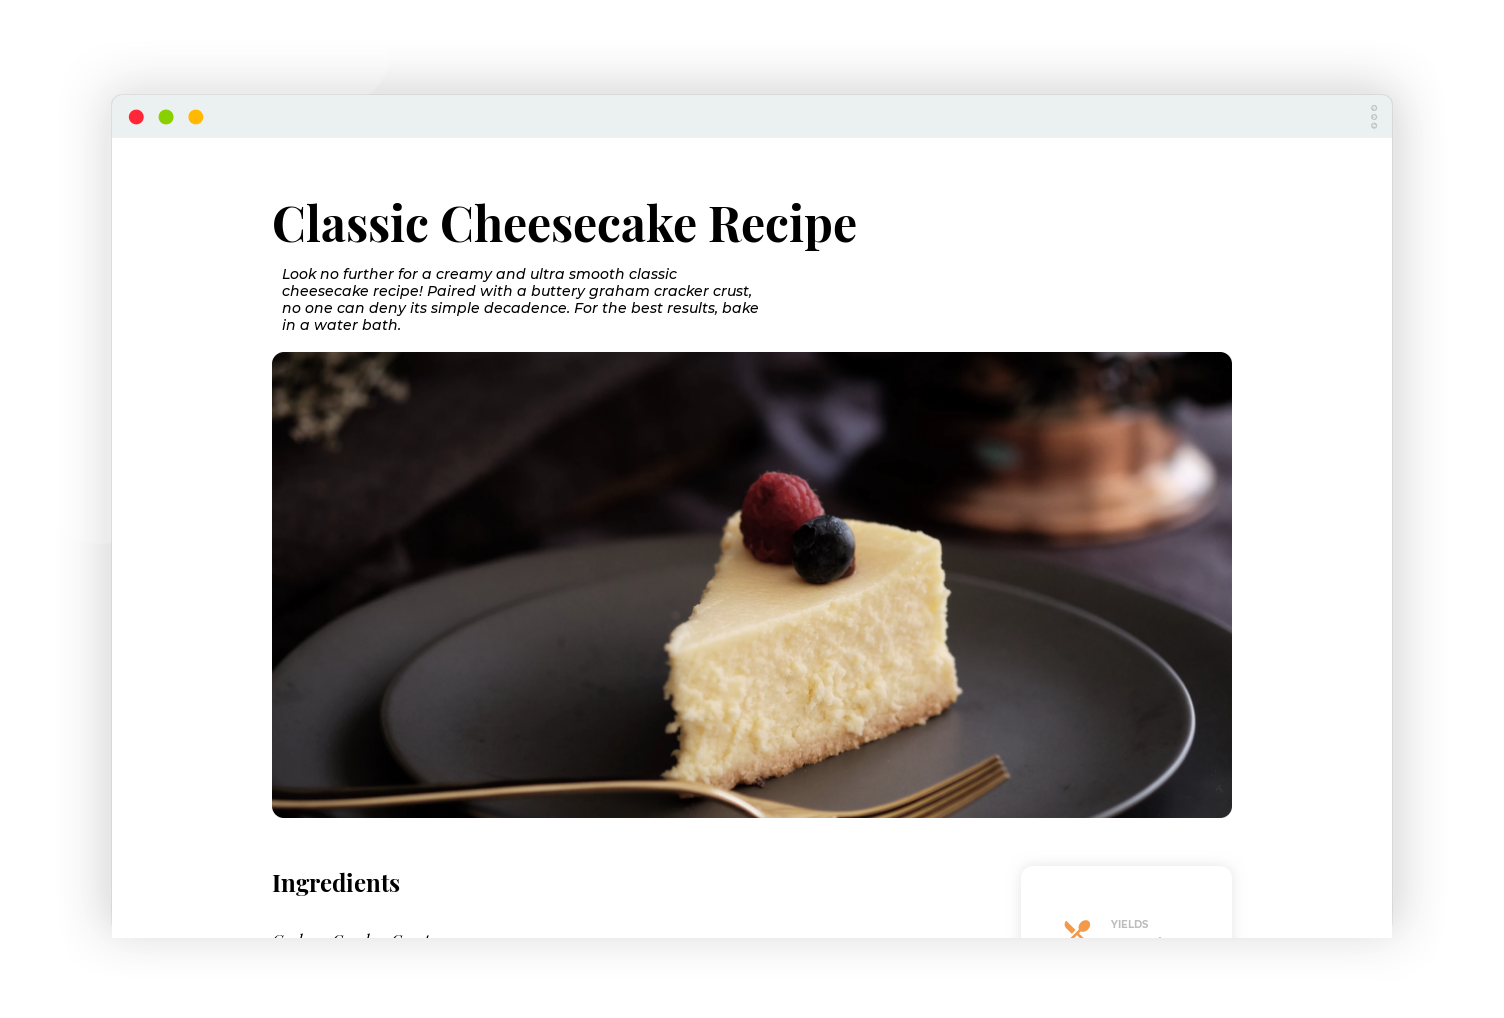 Classic Cheesecake Recipe
Look no further for a creamy and ultra smooth classic
cheesecake recipe! Paired with a buttery graham cracker crust,
no one can deny its simple decadence. For the best results, bake
in a water bath.
Ingredients
YIELDS